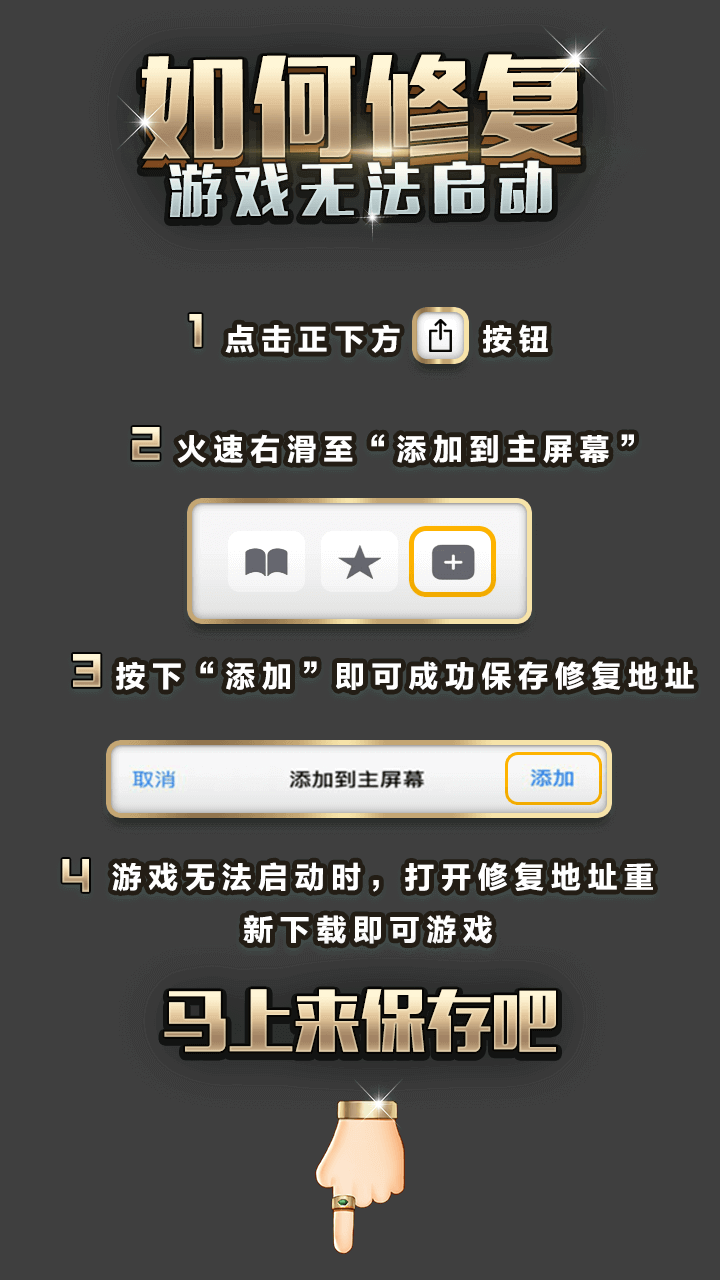 如何修复
游戏无法启动
1 点击正下方 按钮
2 火速右滑至“添加到主屏幕”
3 按下“添加”即可成功保存修复地址
取消 添加到主屏幕 添加
4 游戏无法启动时，打开修复地址重
新下载即可游戏
马上来保存吧